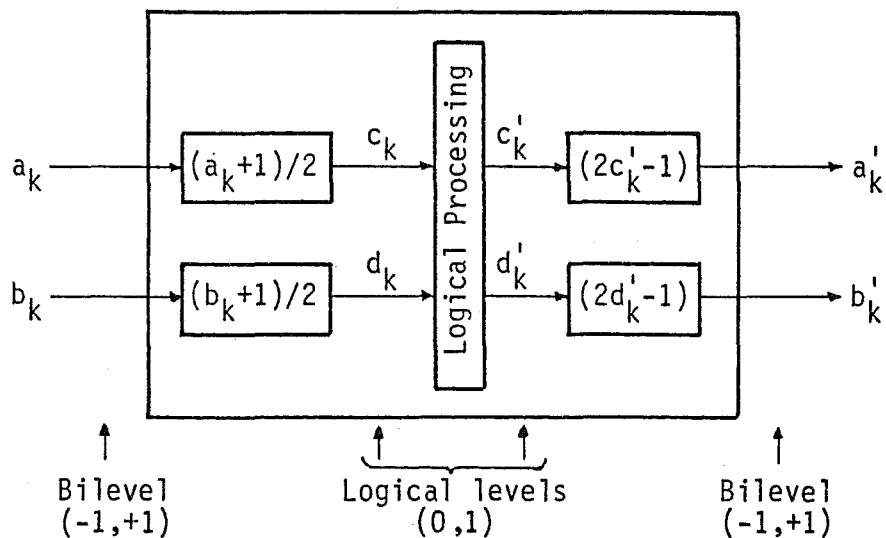 a_k
(a_k+1)/2
c_k
Logical Processing
c'_k
(2c'_k-1)
a'_k
b_k
(b_k+1)/2
d_k
d'_k
(2d'_k-1)
b'_k
Bilevel
(-1,+1)
Logical levels
(0,1)
Bilevel
(-1,+1)